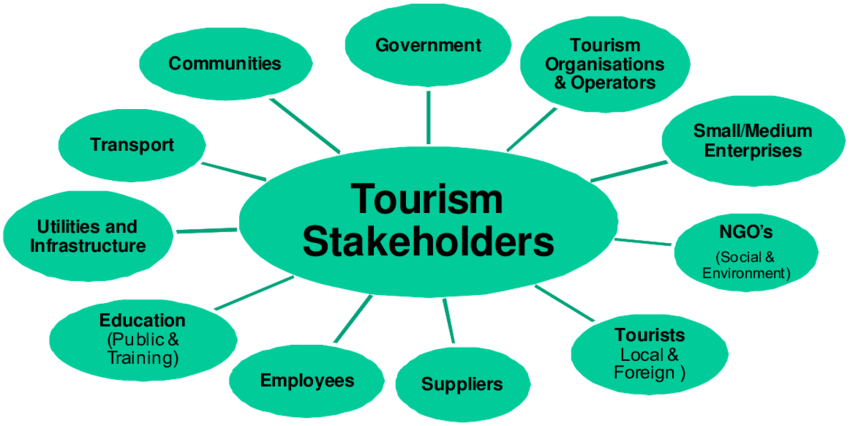 Government
Tourism
Organisations
& Operators
Communities
Small/Medium
Enterprises
Transport
Tourism
Stakeholders
Utilities and
Infrastructure
NGO's
(Social &
Environment)
Education
(Public &
Training)
Tourists
Local &
Foreign )
Employees
Suppliers